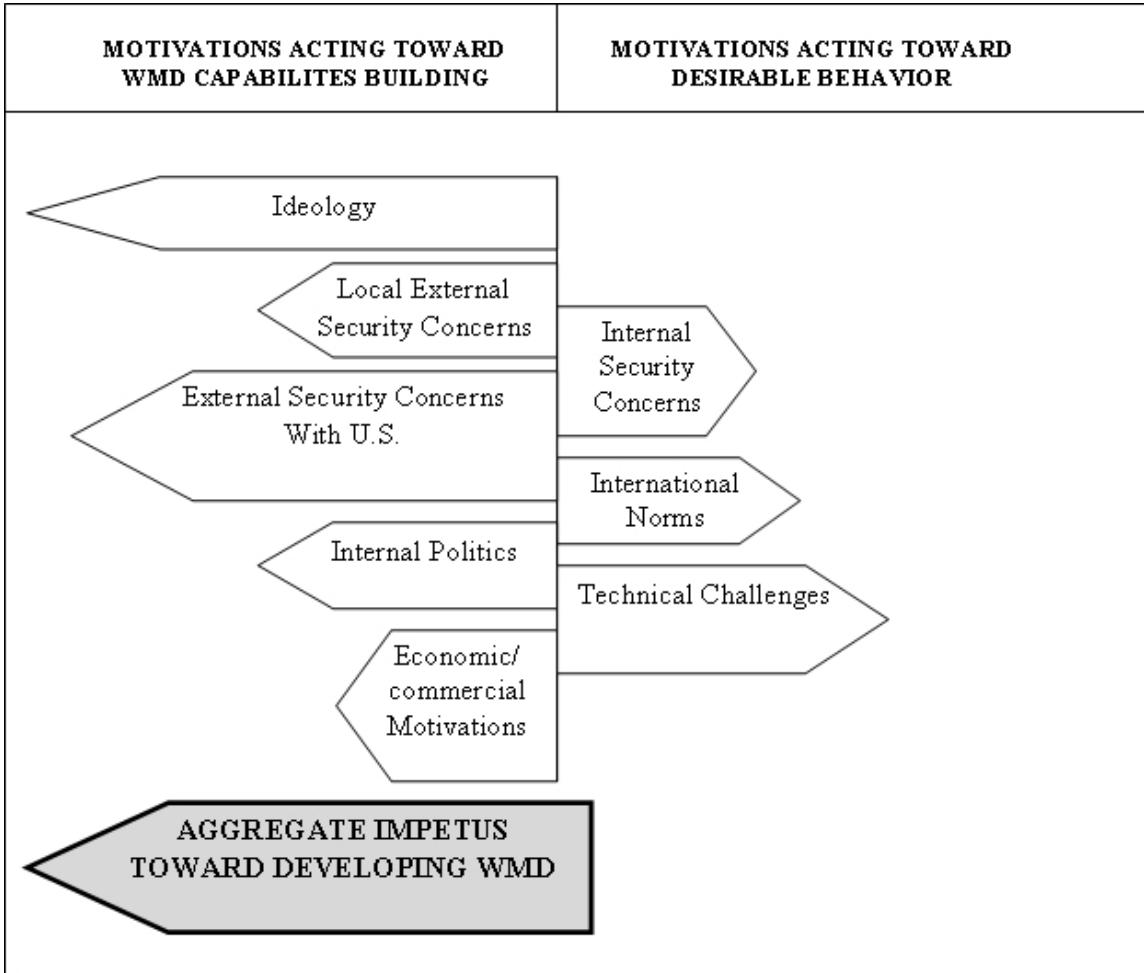 MOTIVATIONS ACTING TOWARD
WMD CAPABILITES BUILDING
MOTIVATIONS ACTING TOWARD
DESIRABLE BEHAVIOR
Ideology
Local External
Security Concerns
Internal
Security
Concerns
External Security Concerns
With U.S.
International
Norms
Internal Politics
Technical Challenges
Economic/
commercial
Motivations
AGGREGATE IMPETUS
TOWARD DEVELOPING WMD